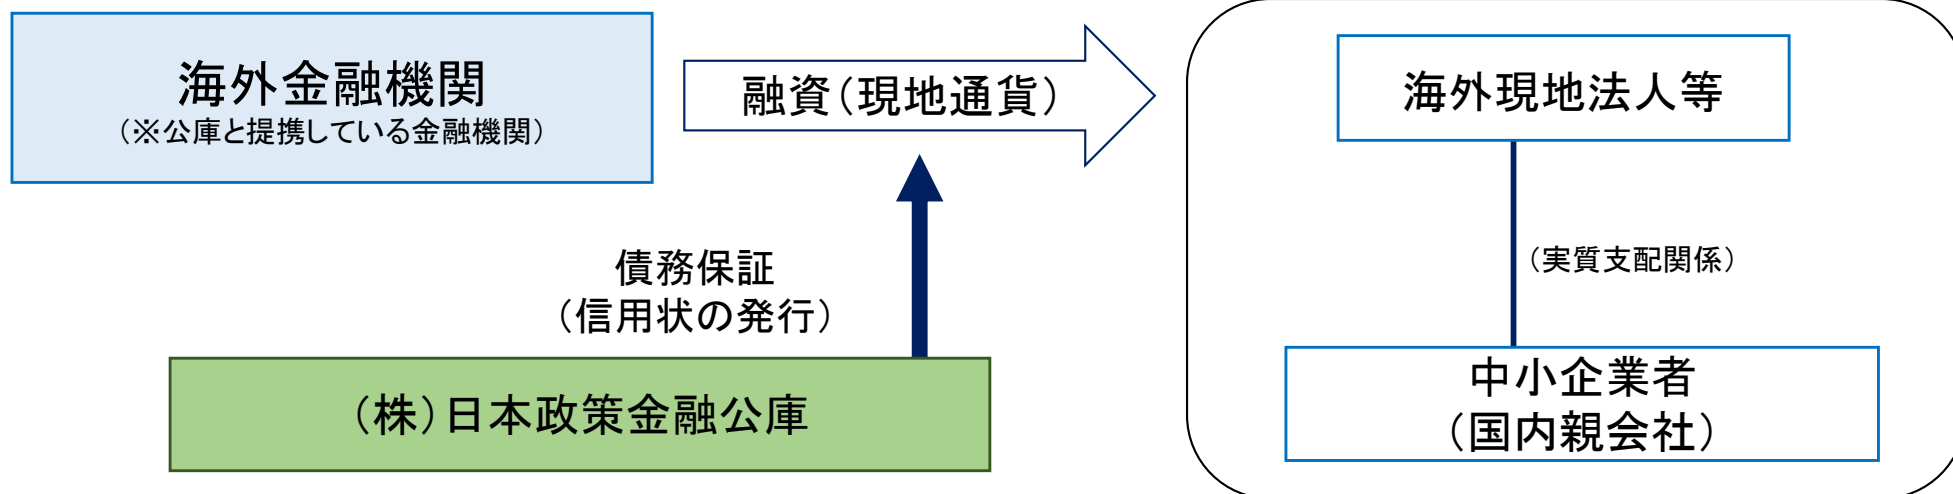 海外金融機関
（※公庫と提携している金融機関）
融資（現地通貨）
海外現地法人等
（実質支配関係）
債務保証
（信用状の発行）
（株）日本政策金融公庫
中小企業者
（国内親会社）